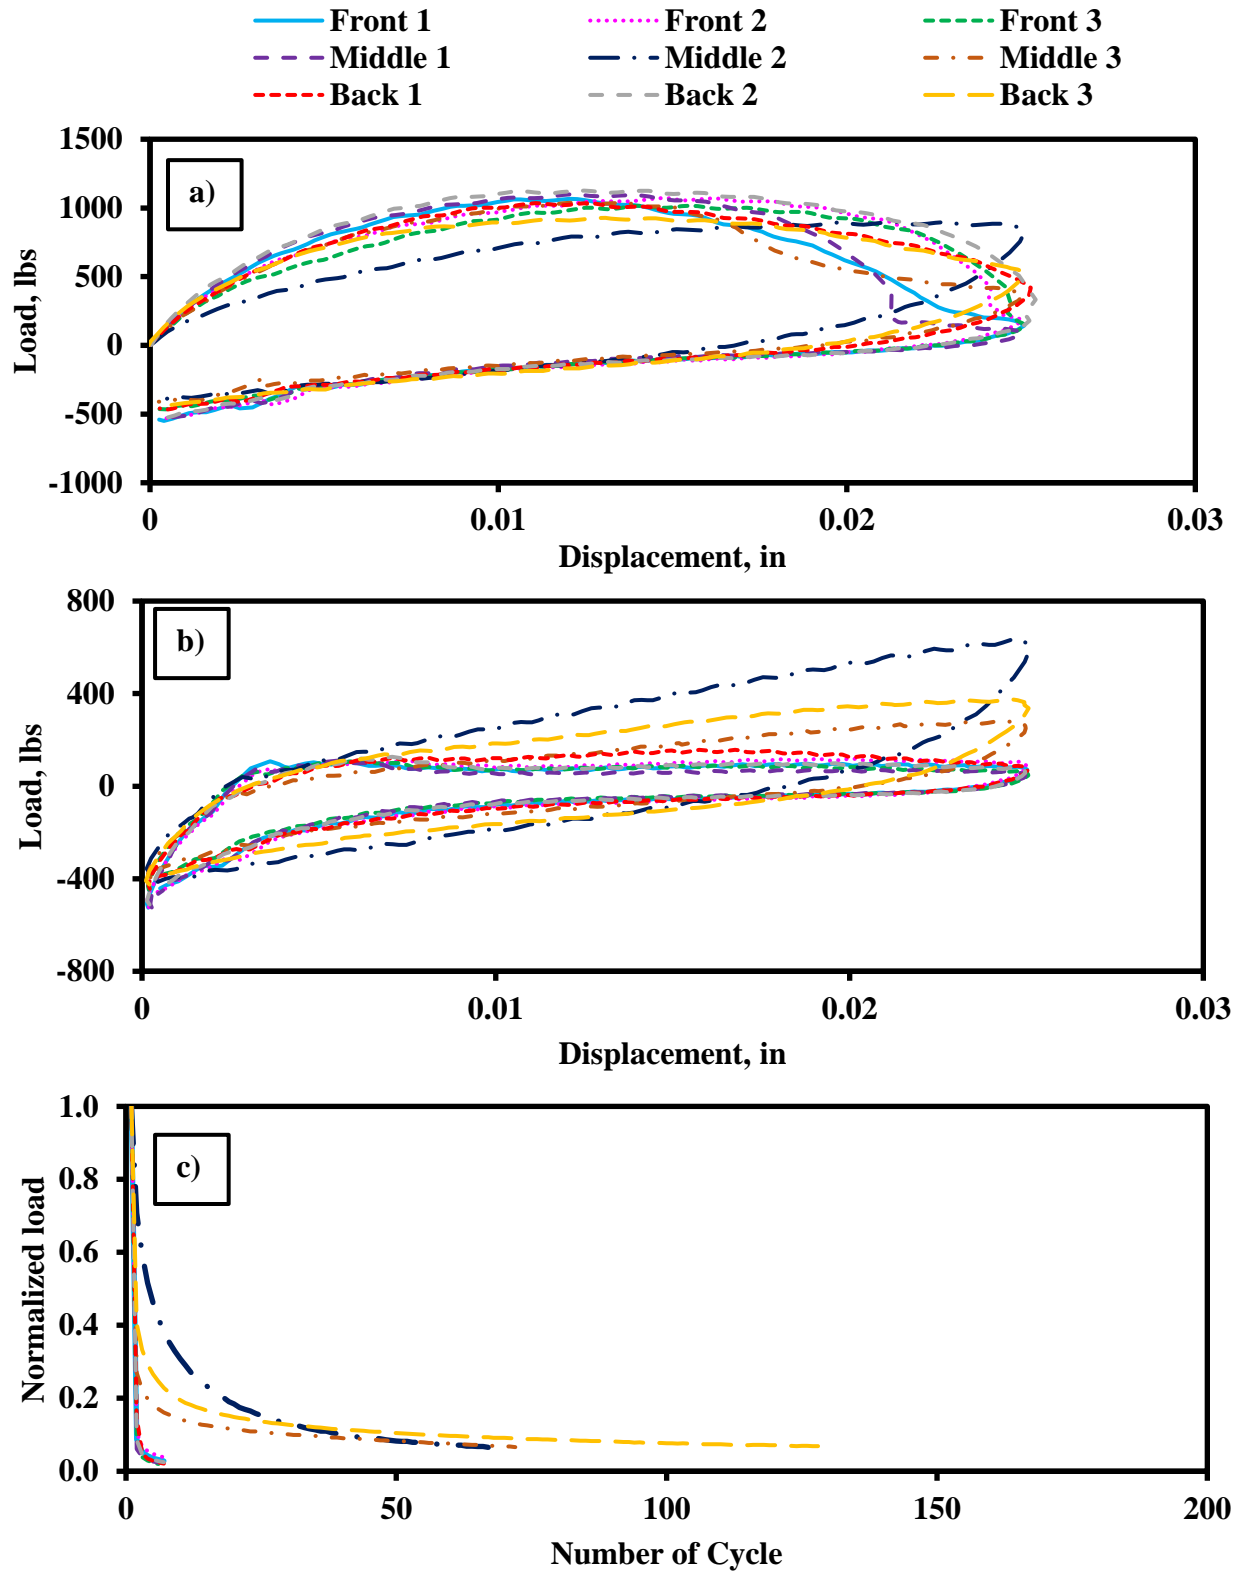 Front 1 Front 2 Front 3
Middle 1 Middle 2 Middle 3
Back 1 Back 2 Back 3
1500
1000
500
0
-500
-1000
Load, lbs
a)
0 0.01 0.02 0.03
Displacement, in
800
400
0
-400
-800
Load, lbs
b)
0 0.01 0.02 0.03
Displacement, in
1.0
0.8
0.6
0.4
0.2
0.0
Normalized load
c)
0 50 100 150 200
Number of Cycle